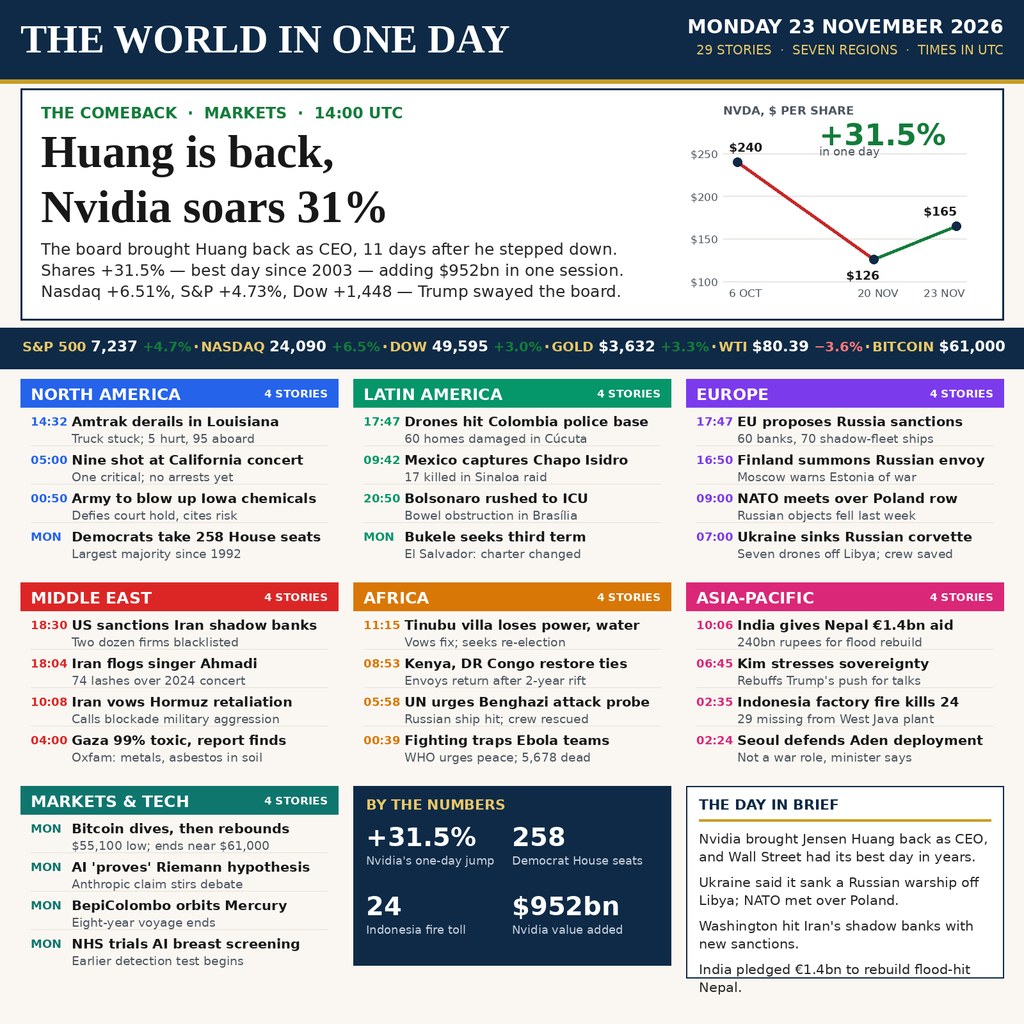 THE WORLD IN ONE DAY
MONDAY 23 NOVEMBER 2026
29 STORIES · SEVEN REGIONS · TIMES IN UTC
THE COMEBACK · MARKETS · 14:00 UTC
Huang is back,
Nvidia soars 31%
The board brought Huang back as CEO, 11 days after he stepped down.
Shares +31.5% — best day since 2003 — adding $952bn in one session.
Nasdaq +6.51%, S&P +4.73%, Dow +1,448 — Trump swayed the board.
NVDA, $ PER SHARE
+31.5%
in one day
$240
$250
$200
$165
$150
$126
$100
6 OCT 20 NOV 23 NOV
S&P 500 7,237 +4.7% · NASDAQ 24,090 +6.5% · DOW 49,595 +3.0% · GOLD $3,632 +3.3% · WTI $80.39 −3.6% · BITCOIN $61,000
NORTH AMERICA 4 STORIES
14:32 Amtrak derails in Louisiana
Truck stuck; 5 hurt, 95 aboard
05:00 Nine shot at California concert
One critical; no arrests yet
00:50 Army to blow up Iowa chemicals
Defies court hold, cites risk
MON Democrats take 258 House seats
Largest majority since 1992
LATIN AMERICA 4 STORIES
17:47 Drones hit Colombia police base
60 homes damaged in Cúcuta
09:42 Mexico captures Chapo Isidro
17 killed in Sinaloa raid
20:50 Bolsonaro rushed to ICU
Bowel obstruction in Brasília
MON Bukele seeks third term
El Salvador: charter changed
EUROPE 4 STORIES
17:47 EU proposes Russia sanctions
60 banks, 70 shadow-fleet ships
16:50 Finland summons Russian envoy
Moscow warns Estonia of war
09:00 NATO meets over Poland row
Russian objects fell last week
07:00 Ukraine sinks Russian corvette
Seven drones off Libya; crew saved
MIDDLE EAST 4 STORIES
18:30 US sanctions Iran shadow banks
Two dozen firms blacklisted
18:04 Iran flogs singer Ahmadi
74 lashes over 2024 concert
10:08 Iran vows Hormuz retaliation
Calls blockade military aggression
04:00 Gaza 99% toxic, report finds
Oxfam: metals, asbestos in soil
AFRICA 4 STORIES
11:15 Tinubu villa loses power, water
Vows fix; seeks re-election
08:53 Kenya, DR Congo restore ties
Envoys return after 2-year rift
05:58 UN urges Benghazi attack probe
Russian ship hit; crew rescued
00:39 Fighting traps Ebola teams
WHO urges peace; 5,678 dead
ASIA-PACIFIC 4 STORIES
10:06 India gives Nepal €1.4bn aid
240bn rupees for flood rebuild
06:45 Kim stresses sovereignty
Rebuffs Trump's push for talks
02:35 Indonesia factory fire kills 24
29 missing from West Java plant
02:24 Seoul defends Aden deployment
Not a war role, minister says
MARKETS & TECH 4 STORIES
MON Bitcoin dives, then rebounds
$55,100 low; ends near $61,000
MON AI 'proves' Riemann hypothesis
Anthropic claim stirs debate
MON BepiColombo orbits Mercury
Eight-year voyage ends
MON NHS trials AI breast screening
Earlier detection test begins
BY THE NUMBERS
+31.5%
Nvidia's one-day jump
258
Democrat House seats
24
Indonesia fire toll
$952bn
Nvidia value added
THE DAY IN BRIEF
Nvidia brought Jensen Huang back as CEO,
and Wall Street had its best day in years.
Ukraine said it sank a Russian warship off
Libya; NATO met over Poland.
Washington hit Iran's shadow banks with
new sanctions.
India pledged €1.4bn to rebuild flood-hit
Nepal.